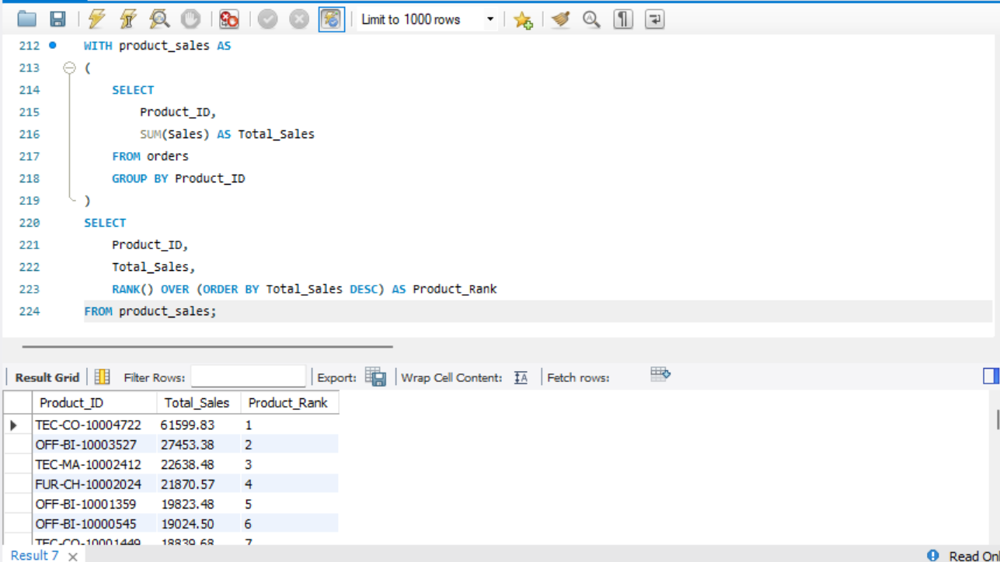 Limit to 1000 rows
212 WITH product_sales AS
213 (
214 SELECT
215 Product_ID,
216 SUM(Sales) AS Total_Sales
217 FROM orders
218 GROUP BY Product_ID
219 )
220 SELECT
221 Product_ID,
222 Total_Sales,
223 RANK() OVER (ORDER BY Total_Sales DESC) AS Product_Rank
224 FROM product_sales;
Result Grid Filter Rows: Export: Wrap Cell Content: Fetch rows:
Product_ID Total_Sales Product_Rank
TEC-CO-10004722 61599.83 1
OFF-BI-10003527 27453.38 2
TEC-MA-10002412 22638.48 3
FUR-CH-10002024 21870.57 4
OFF-BI-10001359 19823.48 5
OFF-BI-10000545 19024.50 6
TEC-CO-10001449 18839.68 7
Result 7 Read On